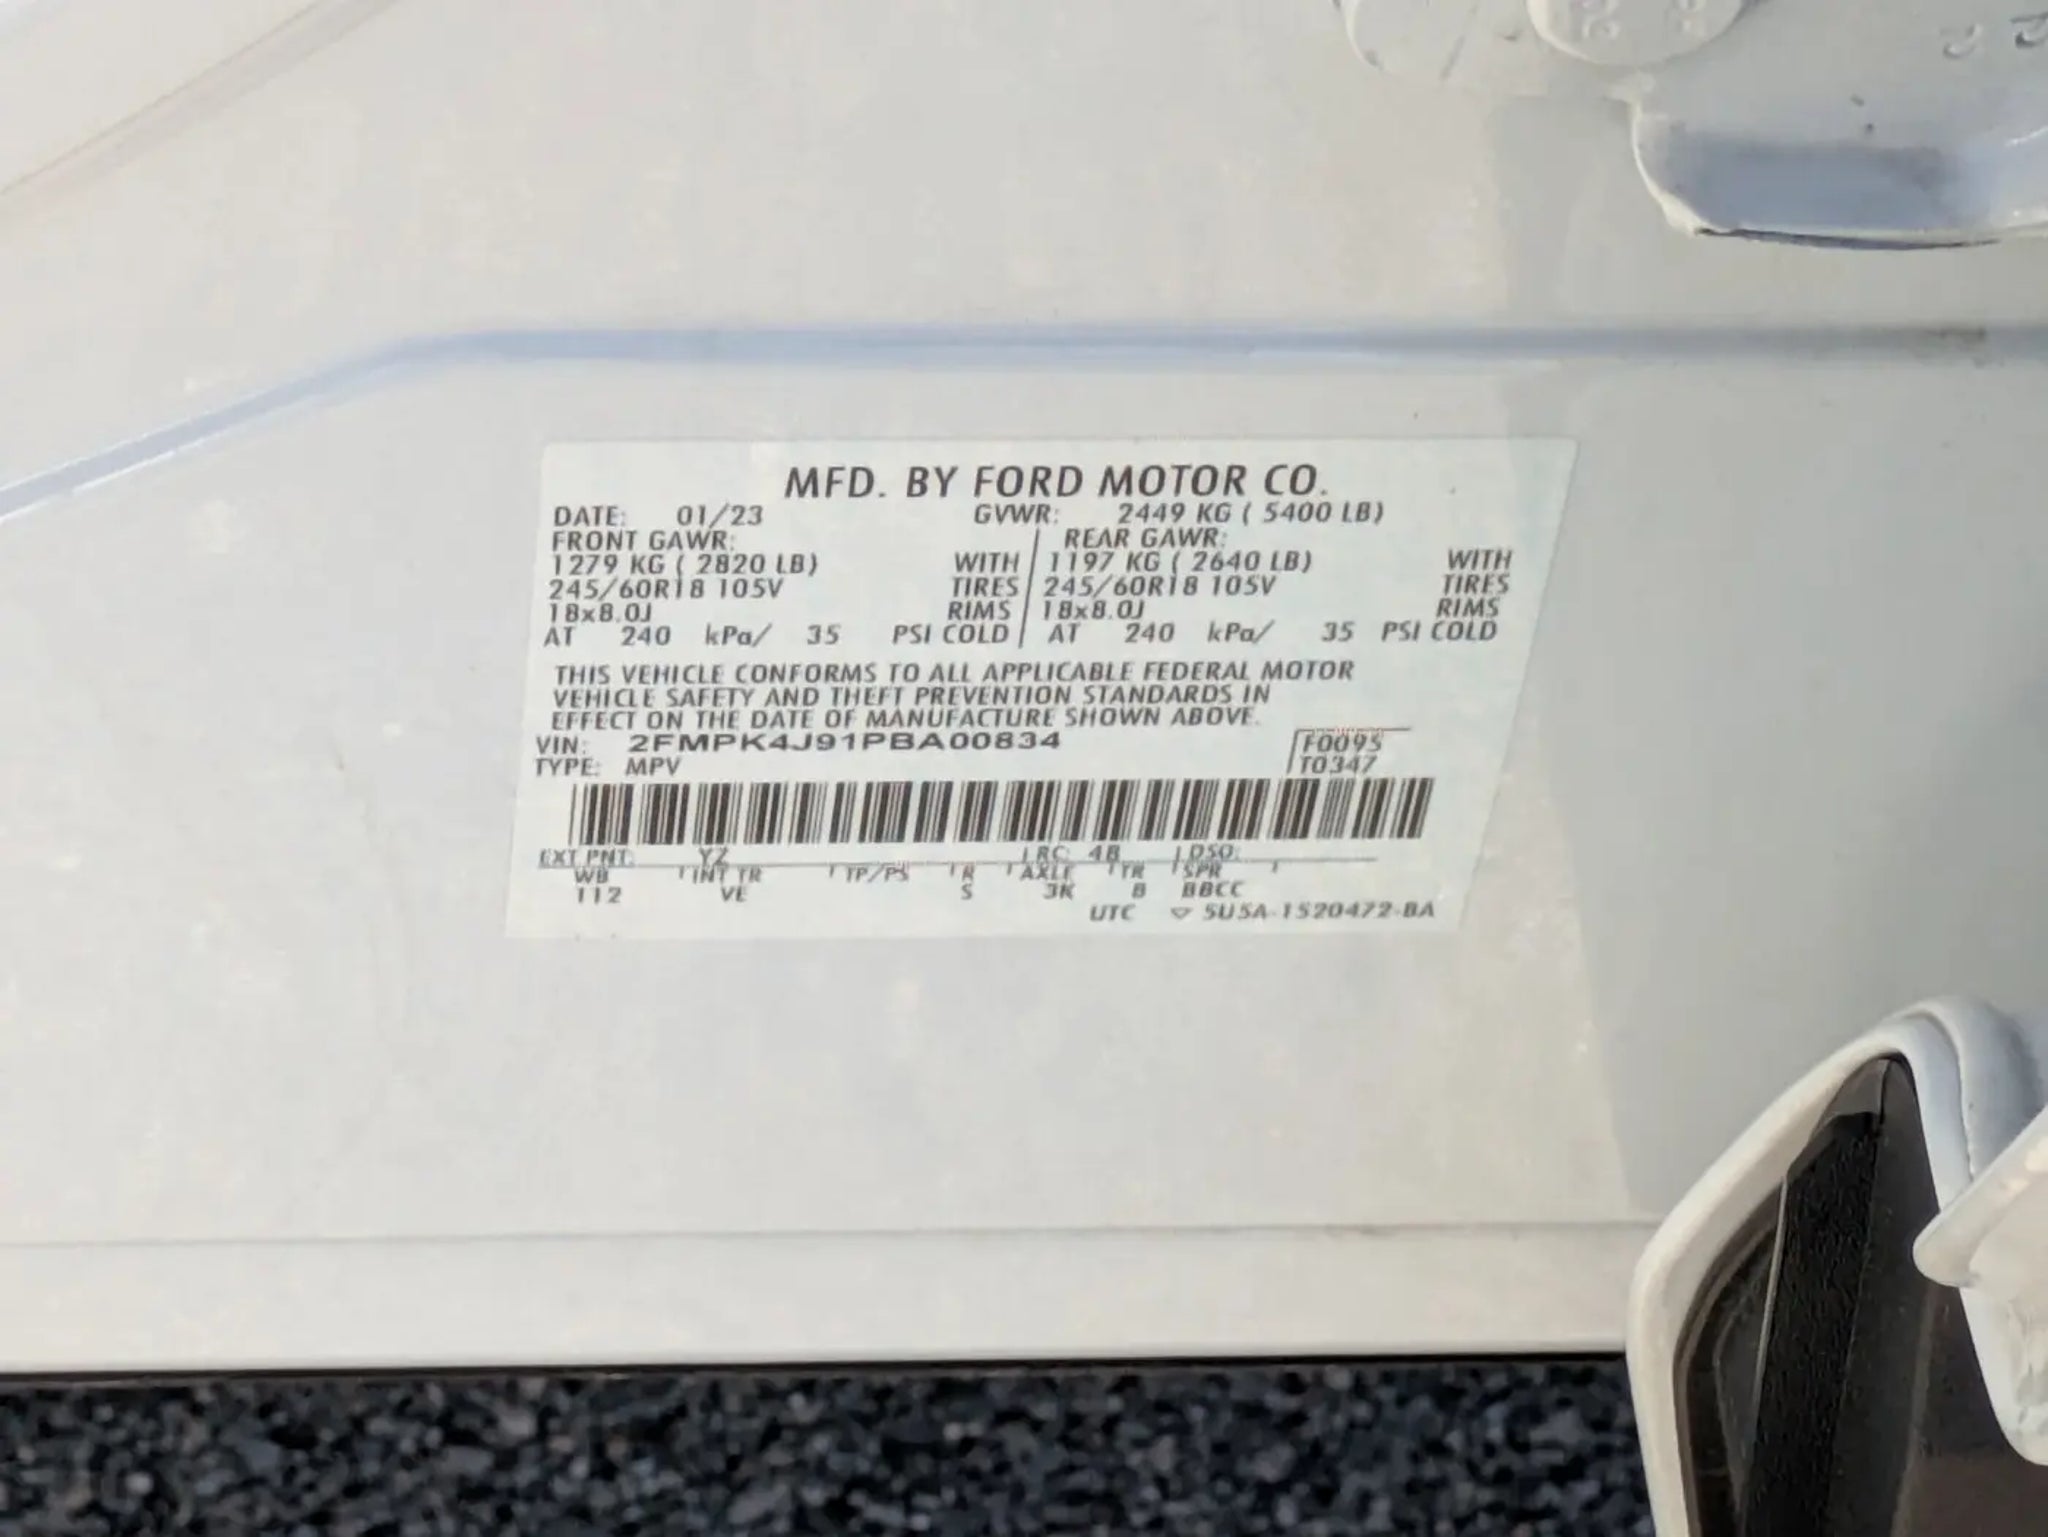 MFD. BY FORD MOTOR CO.
DATE: 01/23 GVWR: 2449 KG ( 5400 LB)
FRONT GAWR: REAR GAWR:
1279 KG ( 2820 LB) WITH 1197 KG ( 2640 LB) WITH
245/60R18 105V TIRES 245/60R18 105V TIRES
18x8.0J RIMS 18x8.0J RIMS
AT 240 kPa/ 35 PSI COLD AT 240 kPa/ 35 PSI COLD
THIS VEHICLE CONFORMS TO ALL APPLICABLE FEDERAL MOTOR
VEHICLE SAFETY AND THEFT PREVENTION STANDARDS IN
EFFECT ON THE DATE OF MANUFACTURE SHOWN ABOVE.
VIN: 2FMPK4J91PBA00834 F0095
TYPE: MPV T0347
EXT PNT: YZ RC: 48 DSO:
WB INT TR TP/PS R AXLE TR SPR
112 VE S 3K 8 BBCC
UTC ▽ 5U5A-1520472-BA